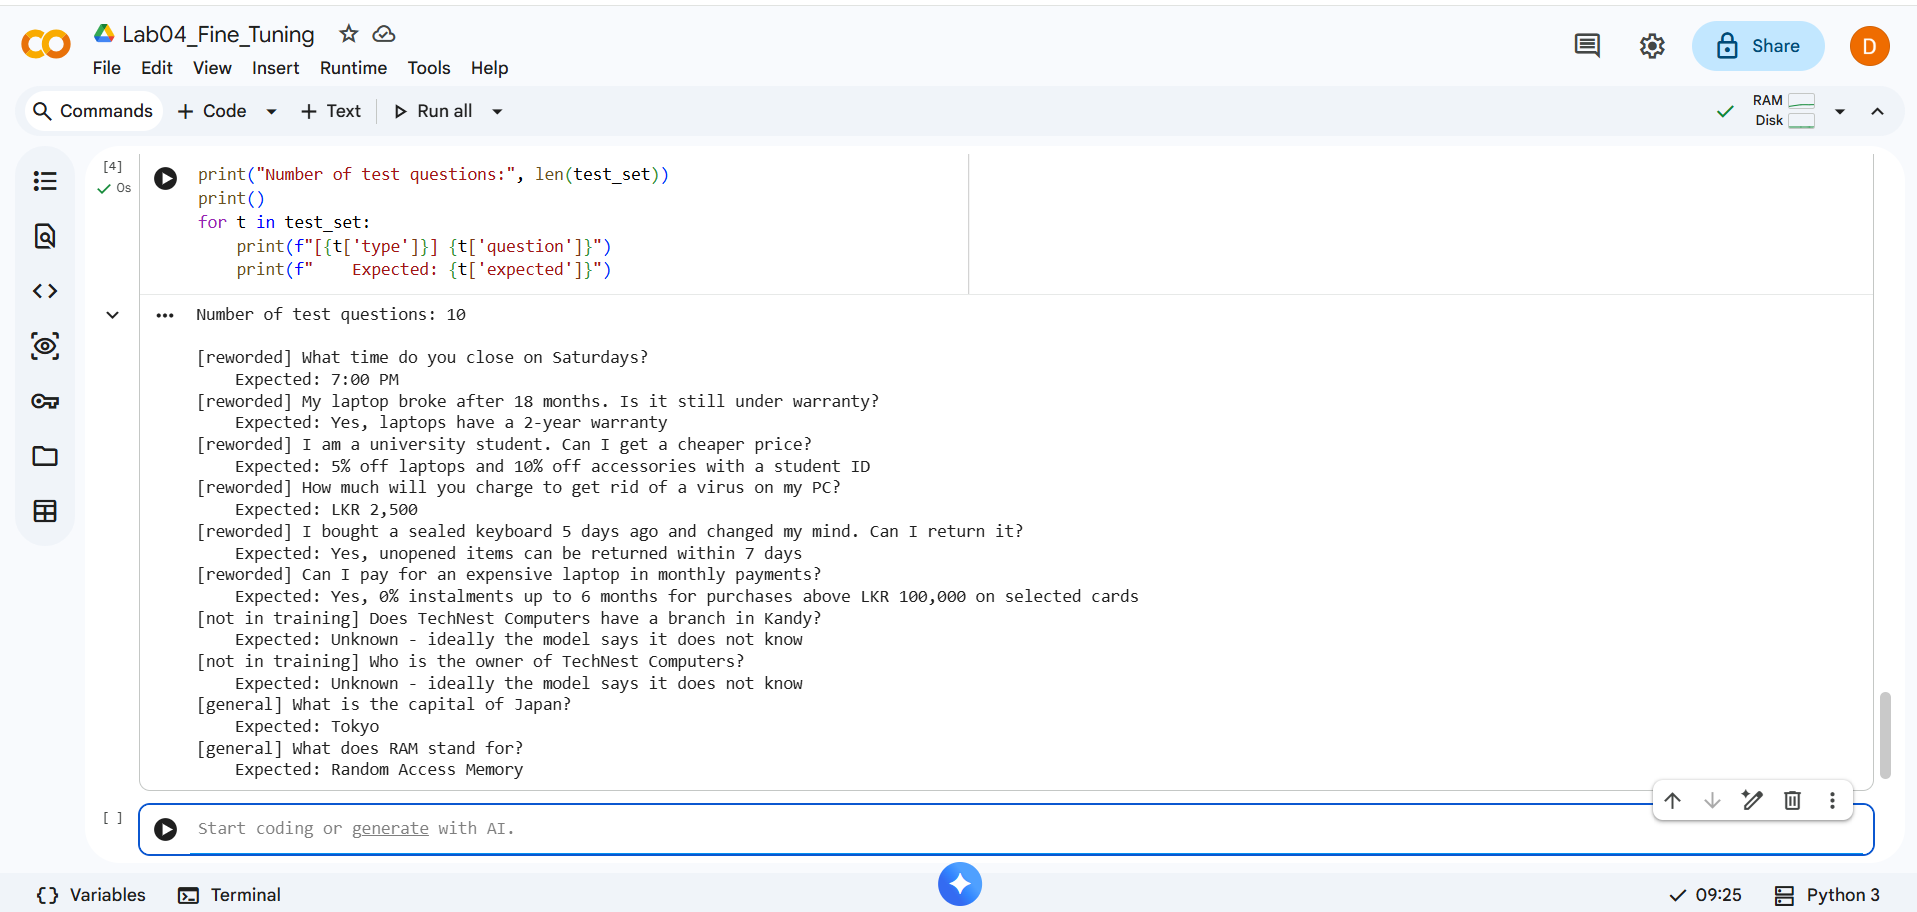 Lab04_Fine_Tuning
File Edit View Insert Runtime Tools Help
Share
D
Commands + Code + Text Run all
RAM
Disk
[4]
0s
print("Number of test questions:", len(test_set))
print()
for t in test_set:
    print(f"[{t['type']}] {t['question']}")
    print(f"    Expected: {t['expected']}")
Number of test questions: 10
[reworded] What time do you close on Saturdays?
    Expected: 7:00 PM
[reworded] My laptop broke after 18 months. Is it still under warranty?
    Expected: Yes, laptops have a 2-year warranty
[reworded] I am a university student. Can I get a cheaper price?
    Expected: 5% off laptops and 10% off accessories with a student ID
[reworded] How much will you charge to get rid of a virus on my PC?
    Expected: LKR 2,500
[reworded] I bought a sealed keyboard 5 days ago and changed my mind. Can I return it?
    Expected: Yes, unopened items can be returned within 7 days
[reworded] Can I pay for an expensive laptop in monthly payments?
    Expected: Yes, 0% instalments up to 6 months for purchases above LKR 100,000 on selected cards
[not in training] Does TechNest Computers have a branch in Kandy?
    Expected: Unknown - ideally the model says it does not know
[not in training] Who is the owner of TechNest Computers?
    Expected: Unknown - ideally the model says it does not know
[general] What is the capital of Japan?
    Expected: Tokyo
[general] What does RAM stand for?
    Expected: Random Access Memory
[ ]
Start coding or generate with AI.
Variables Terminal
09:25 Python 3